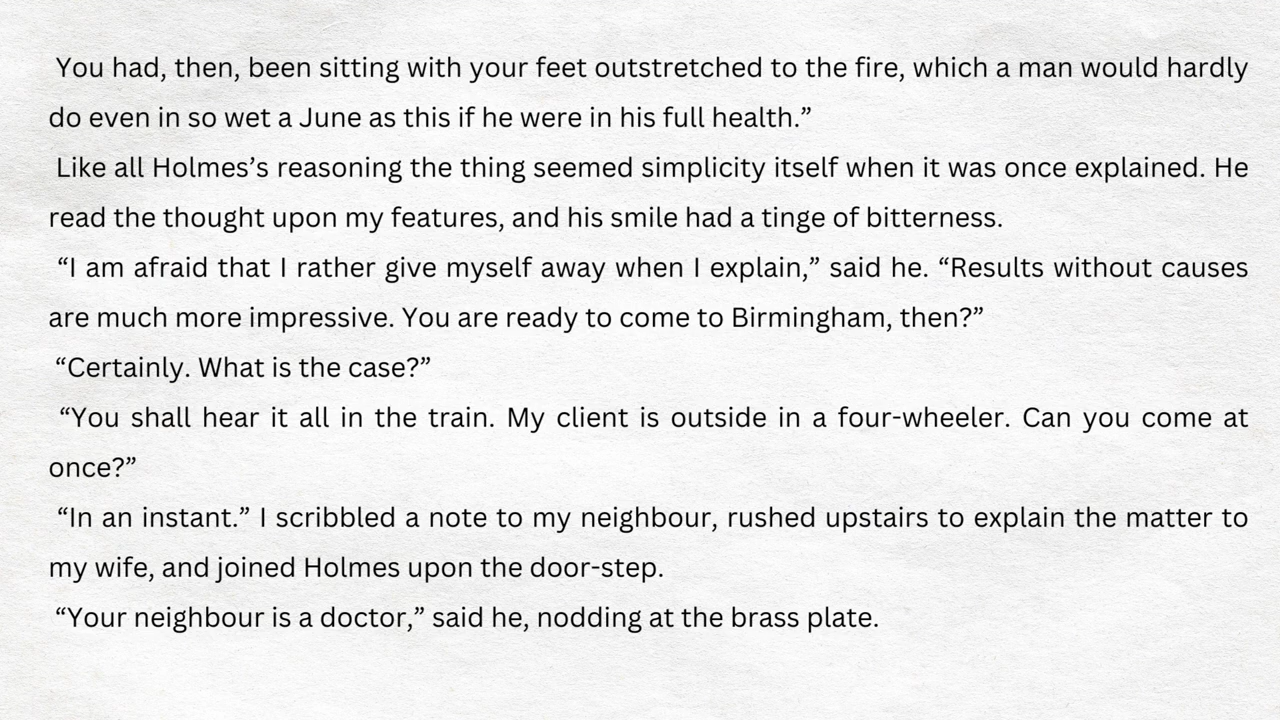 You had, then, been sitting with your feet outstretched to the fire, which a man would hardly
do even in so wet a June as this if he were in his full health.”
Like all Holmes’s reasoning the thing seemed simplicity itself when it was once explained. He
read the thought upon my features, and his smile had a tinge of bitterness.
“I am afraid that I rather give myself away when I explain,” said he. “Results without causes
are much more impressive. You are ready to come to Birmingham, then?”
“Certainly. What is the case?”
“You shall hear it all in the train. My client is outside in a four-wheeler. Can you come at
once?”
“In an instant.” I scribbled a note to my neighbour, rushed upstairs to explain the matter to
my wife, and joined Holmes upon the door-step.
“Your neighbour is a doctor,” said he, nodding at the brass plate.